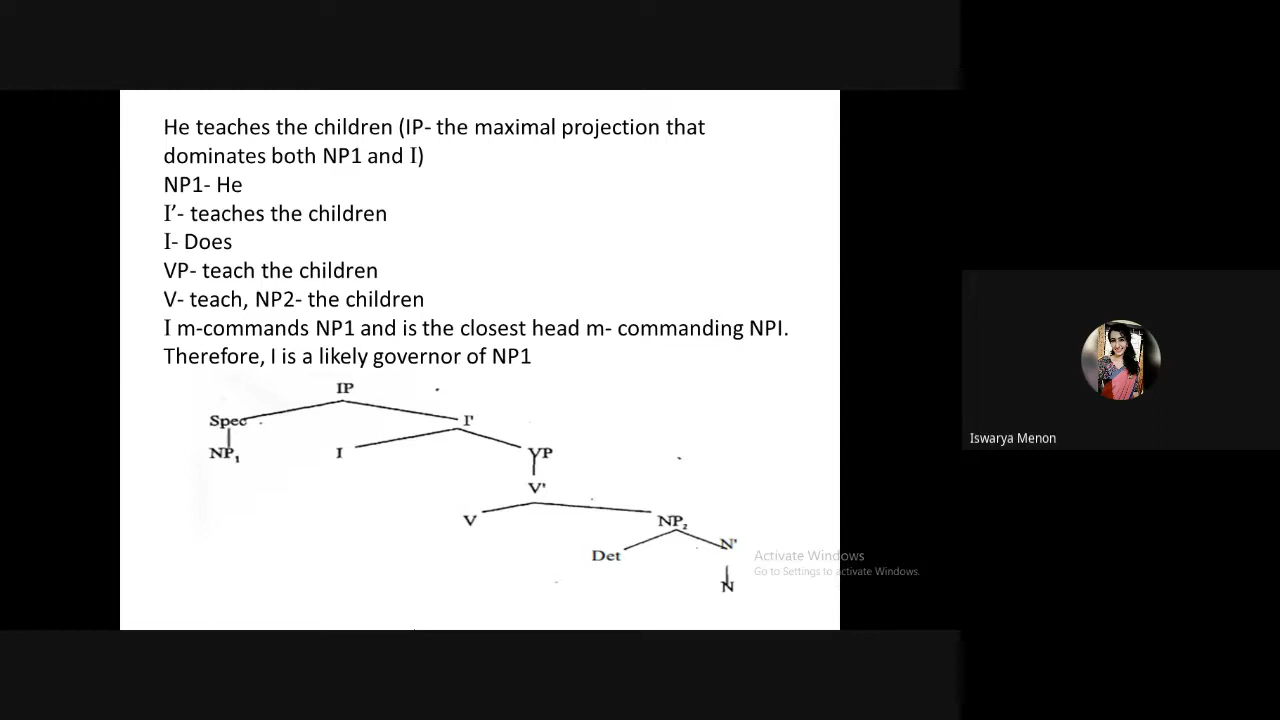 He teaches the children (IP- the maximal projection that
dominates both NP1 and I)
NP1- He
I’- teaches the children
I- Does
VP- teach the children
V- teach, NP2- the children
I m-commands NP1 and is the closest head m- commanding NPI.
Therefore, I is a likely governor of NP1
IP
Spec I'
NP₁ I VP
V'
V NP₂
Det N'
N
Activate Windows
Go to Settings to activate Windows.
Iswarya Menon